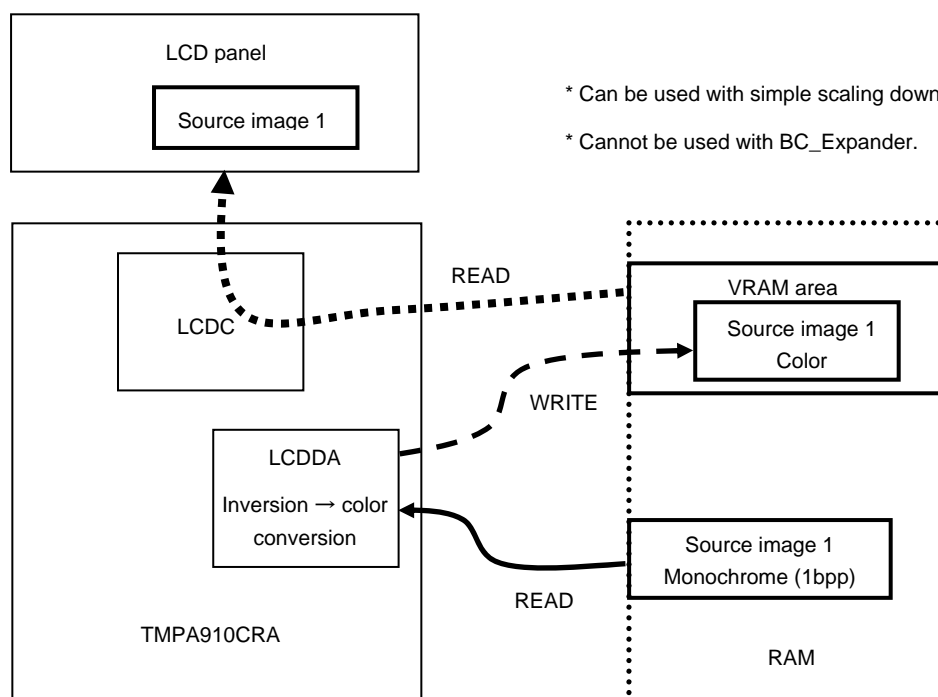 LCD panel
Source image 1
* Can be used with simple scaling down
* Cannot be used with BC_Expander.
READ
LCDC
VRAM area
Source image 1
Color
WRITE
LCDDA
Inversion → color
conversion
Source image 1
Monochrome (1bpp)
READ
TMPA910CRA
RAM